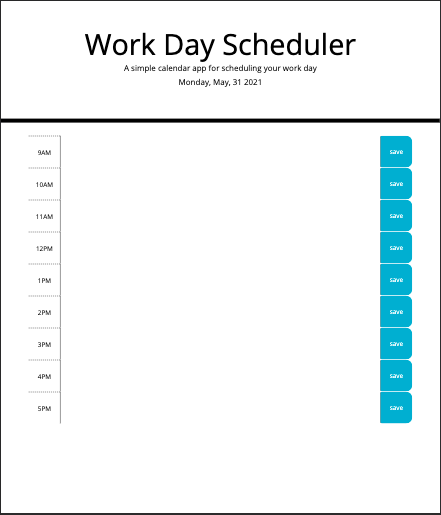 Work Day Scheduler
A simple calendar app for scheduling your work day
Monday, May, 31 2021
9AM save
10AM save
11AM save
12PM save
1PM save
2PM save
3PM save
4PM save
5PM save